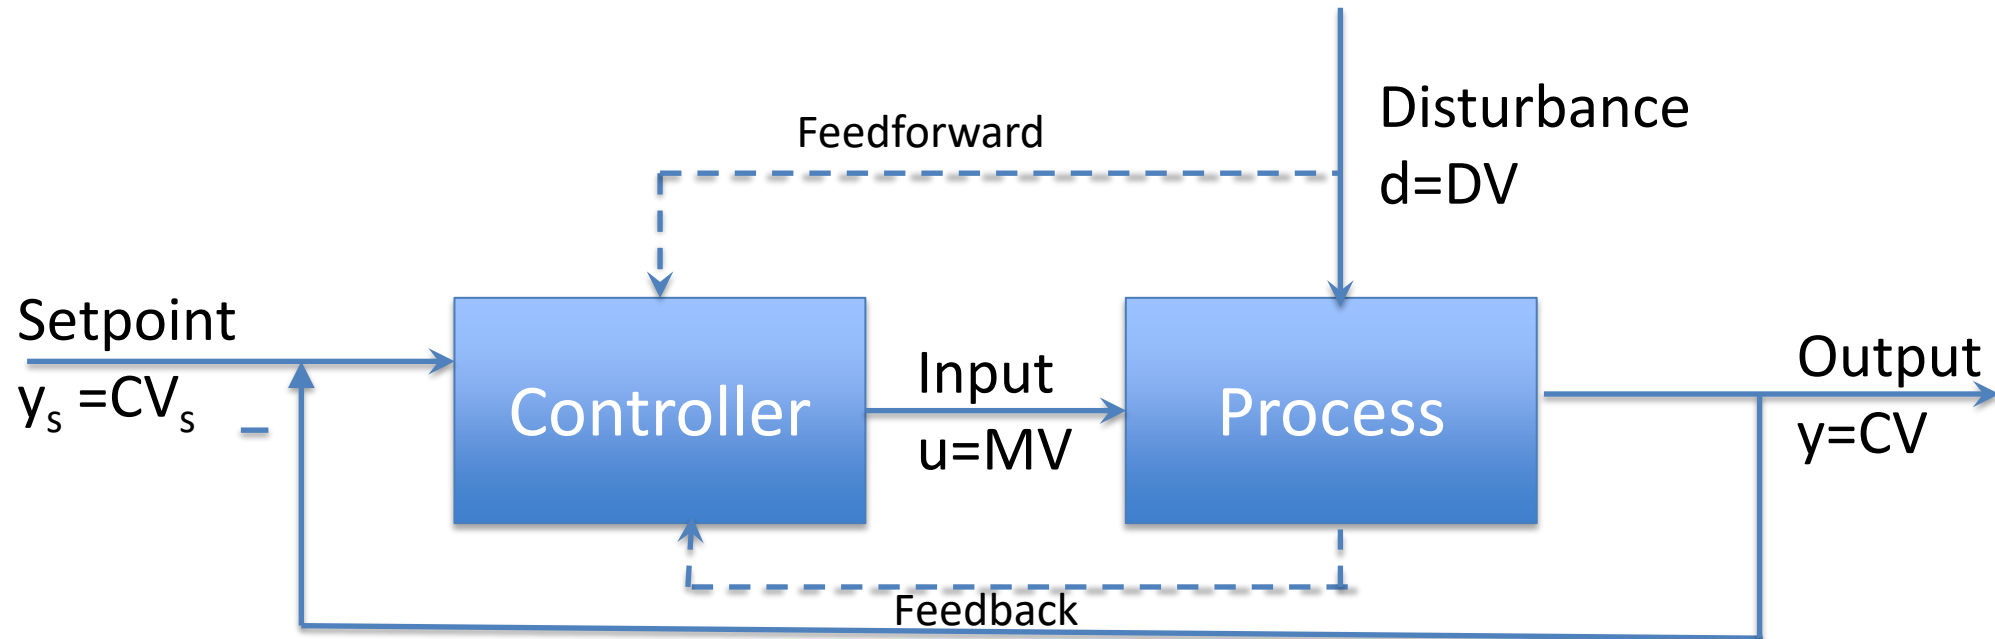 Feedforward
Disturbance
d=DV
Setpoint
yₛ =CVₛ
–
Controller
Input
u=MV
Process
Output
y=CV
Feedback